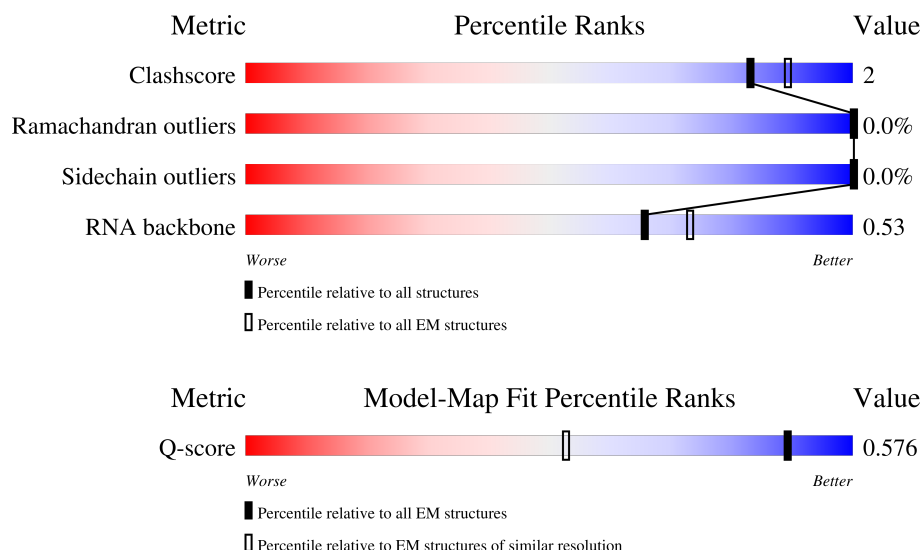 Metric Percentile Ranks Value
Clashscore 2
Ramachandran outliers 0.0%
Sidechain outliers 0.0%
RNA backbone 0.53
Worse Better
Percentile relative to all structures
Percentile relative to all EM structures
Metric Model-Map Fit Percentile Ranks Value
Q-score 0.576
Worse Better
Percentile relative to all EM structures
Percentile relative to EM structures of similar resolution